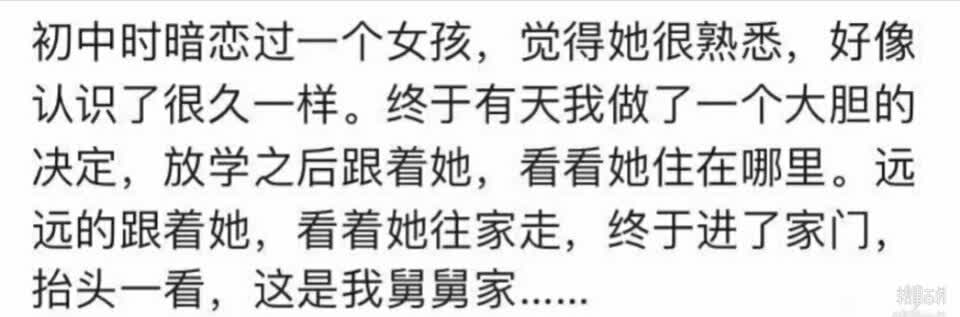 初中时暗恋过一个女孩，觉得她很熟悉，好像
认识了很久一样。终于有天我做了一个大胆的
决定，放学之后跟着她，看看她住在哪里。远
远的跟着她，看着她往家走，终于进了家门，
抬头一看，这是我舅舅家......